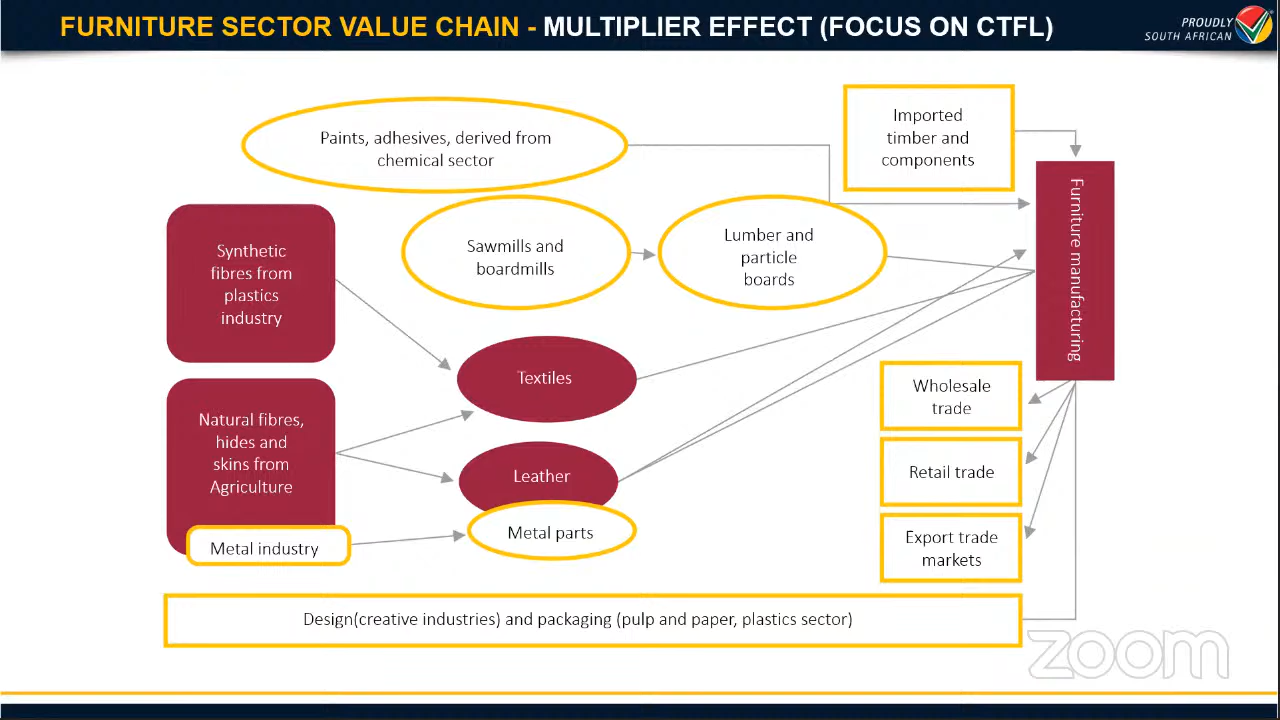 FURNITURE SECTOR VALUE CHAIN - MULTIPLIER EFFECT (FOCUS ON CTFL)
PROUDLY
SOUTH AFRICAN
Paints, adhesives, derived from
chemical sector
Imported
timber and
components
Synthetic
fibres from
plastics
industry
Sawmills and
boardmills
Lumber and
particle
boards
Furniture manufacturing
Textiles
Natural fibres,
hides and
skins from
Agriculture
Leather
Metal industry
Metal parts
Wholesale
trade
Retail trade
Export trade
markets
Design(creative industries) and packaging (pulp and paper, plastics sector)
zoom